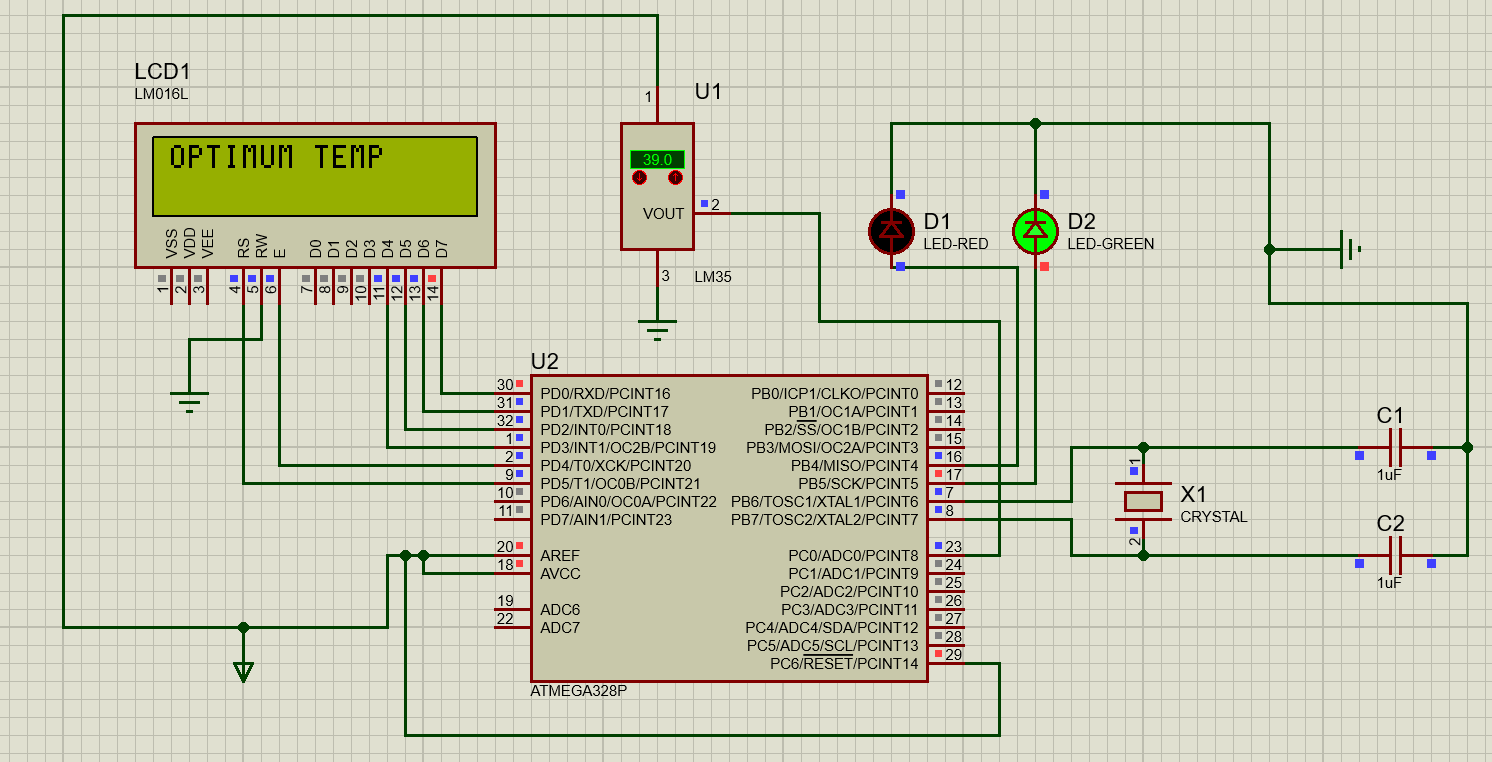 LCD1
LM016L
OPTIMUM TEMP
VSS
VDD
VEE
RS
RW
E
D0
D1
D2
D3
D4
D5
D6
D7
1
2
3
4
5
6
7
8
9
10
11
12
13
14
U1
1
39.0
VOUT
2
3
LM35
D1
LED-RED
D2
LED-GREEN
U2
30 PD0/RXD/PCINT16
31 PD1/TXD/PCINT17
32 PD2/INT0/PCINT18
1 PD3/INT1/OC2B/PCINT19
2 PD4/T0/XCK/PCINT20
9 PD5/T1/OC0B/PCINT21
10 PD6/AIN0/OC0A/PCINT22
11 PD7/AIN1/PCINT23
20 AREF
18 AVCC
19 ADC6
22 ADC7
PB0/ICP1/CLKO/PCINT0 12
PB1/OC1A/PCINT1 13
PB2/SS/OC1B/PCINT2 14
PB3/MOSI/OC2A/PCINT3 15
PB4/MISO/PCINT4 16
PB5/SCK/PCINT5 17
PB6/TOSC1/XTAL1/PCINT6 7
PB7/TOSC2/XTAL2/PCINT7 8
PC0/ADC0/PCINT8 23
PC1/ADC1/PCINT9 24
PC2/ADC2/PCINT10 25
PC3/ADC3/PCINT11 26
PC4/ADC4/SDA/PCINT12 27
PC5/ADC5/SCL/PCINT13 28
PC6/RESET/PCINT14 29
ATMEGA328P
X1
CRYSTAL
1
2
C1
1uF
C2
1uF